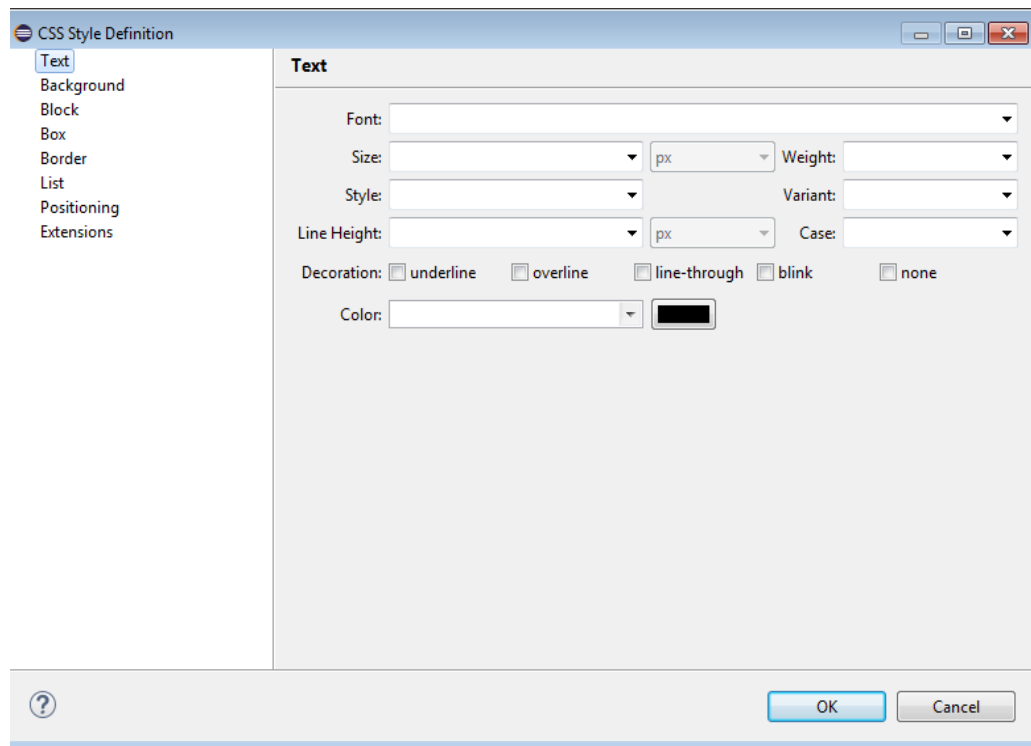 CSS Style Definition
Text
Background
Block
Box
Border
List
Positioning
Extensions
Text
Font:
Size: px Weight:
Style: Variant:
Line Height: px Case:
Decoration: underline overline line-through blink none
Color:
?
OK Cancel